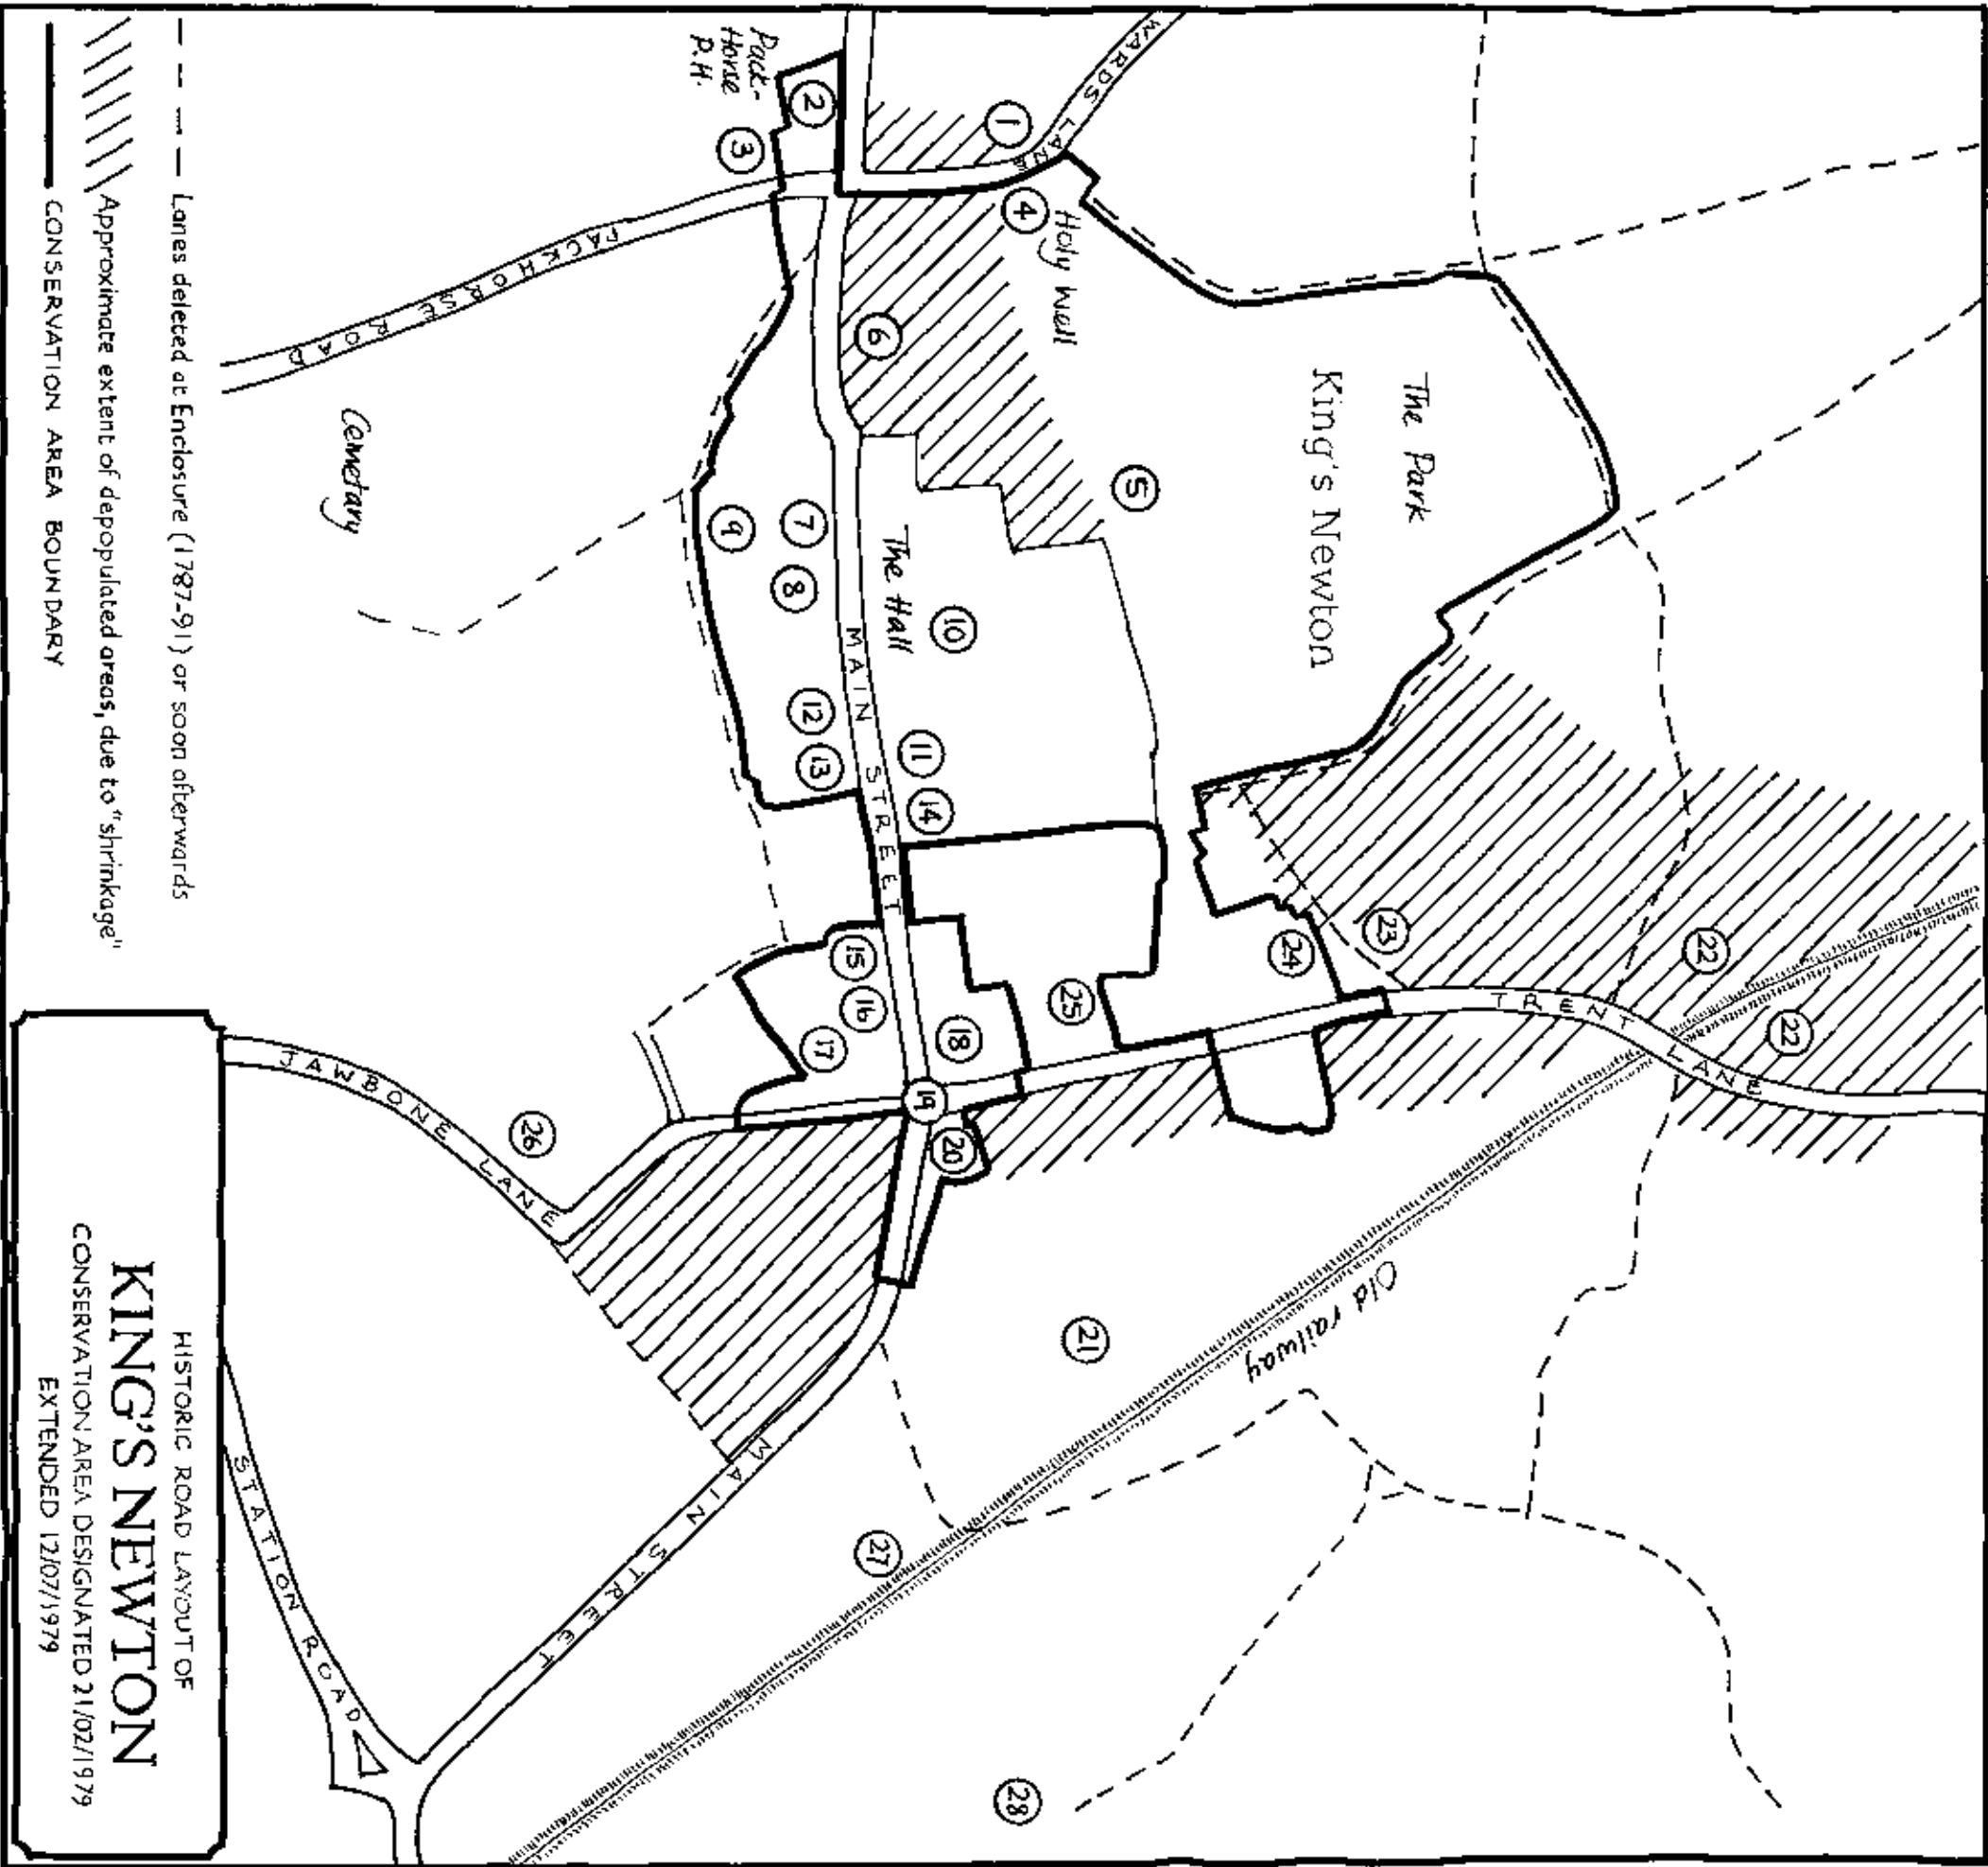 WARDS LANE
Pack-
Horse
P.H.
2
3
1
4
Holy Well
PACKHORSE ROAD
6
The Park
King's Newton
5
Cemetary
9
7
8
The Hall
10
MAIN STREET
12
13
11
14
23
22
22
24
25
TRENT LANE
15
16
17
18
19
20
JAWBONE LANE
26
21
Old railway
MAIN STREET
27
28
STATION ROAD
Lanes deleted at Enclosure (1787-91) or soon afterwards
Approximate extent of depopulated areas, due to "shrinkage"
CONSERVATION AREA BOUNDARY
HISTORIC ROAD LAYOUT OF
KING'S NEWTON
CONSERVATION AREA DESIGNATED 21/02/1979
EXTENDED 12/07/1979